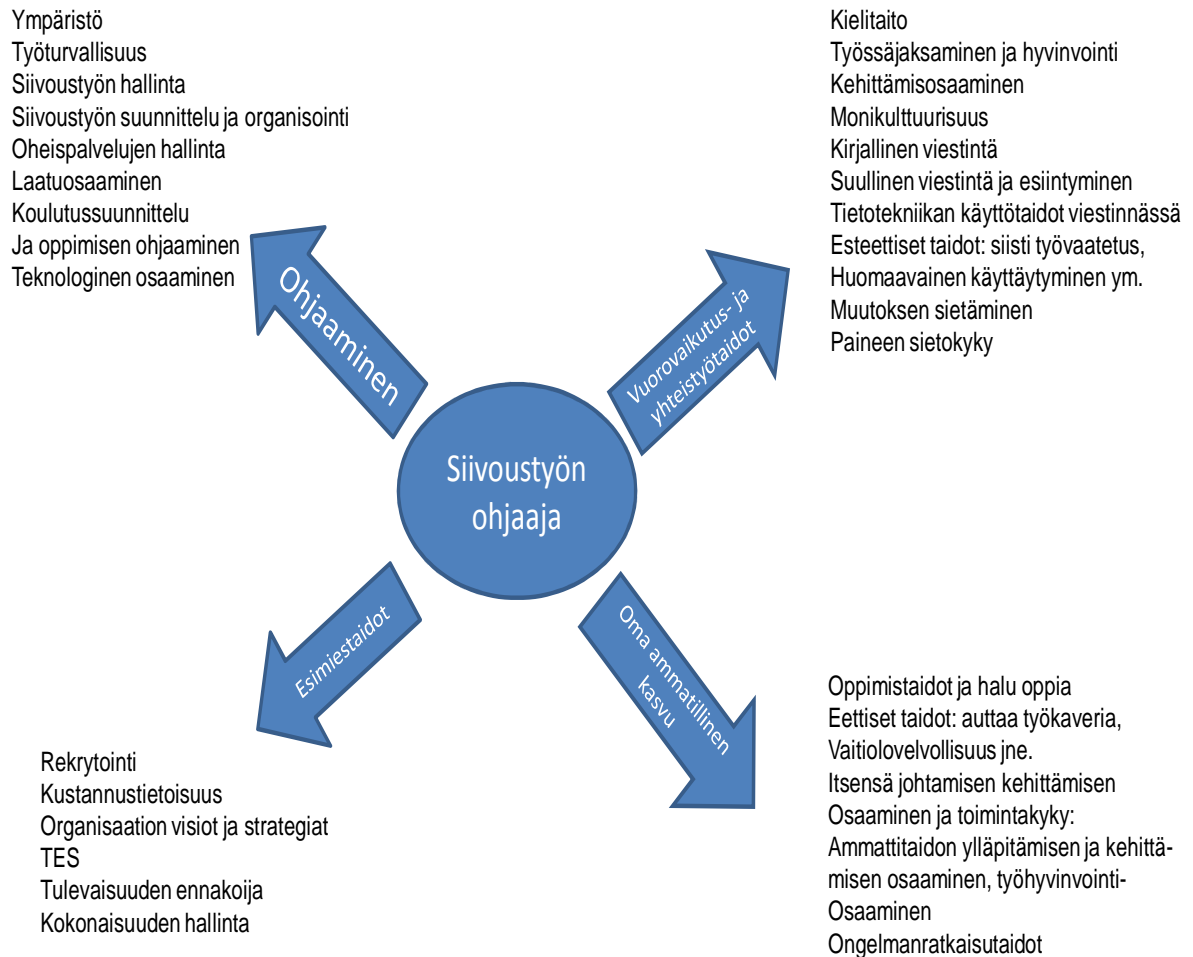 Ympäristö
Työturvallisuus
Siivoustyön hallinta
Siivoustyön suunnittelu ja organisointi
Oheispalvelujen hallinta
Laatuosaaminen
Koulutussuunnittelu
Ja oppimisen ohjaaminen
Teknologinen osaaminen
Kielitaito
Työssäjaksaminen ja hyvinvointi
Kehittämisosaaminen
Monikulttuurisuus
Kirjallinen viestintä
Suullinen viestintä ja esiintyminen
Tietotekniikan käyttötaidot viestinnässä
Esteettiset taidot: siisti työvaatetus,
Huomaavainen käyttäytyminen ym.
Muutoksen sietäminen
Paineen sietokyky
Ohjaaminen
Vuorovaikutus- ja
yhteistyötaidot
Siivoustyön
ohjaaja
Esimiestaidot
Oma ammatillinen
kasvu
Rekrytointi
Kustannustietoisuus
Organisaation visiot ja strategiat
TES
Tulevaisuuden ennakoija
Kokonaisuuden hallinta
Oppimistaidot ja halu oppia
Eettiset taidot: auttaa työkaveria,
Vaitiolovelvollisuus jne.
Itsensä johtamisen kehittämisen
Osaaminen ja toimintakyky:
Ammattitaidon ylläpitämisen ja kehittä-
misen osaaminen, työhyvinvointi-
Osaaminen
Ongelmanratkaisutaidot